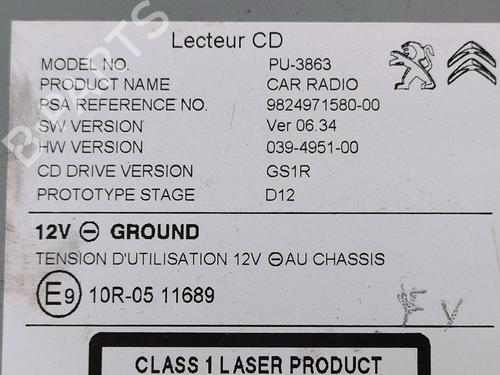 Lecteur CD
MODEL NO. PU-3863
PRODUCT NAME CAR RADIO
PSA REFERENCE NO. 9824971580-00
SW VERSION Ver 06.34
HW VERSION 039-4951-00
CD DRIVE VERSION GS1R
PROTOTYPE STAGE D12
12V ⊖ GROUND
TENSION D'UTILISATION 12V ⊖AU CHASSIS
E9 10R-05 11689
F V
CLASS 1 LASER PRODUCT
B-PARTS